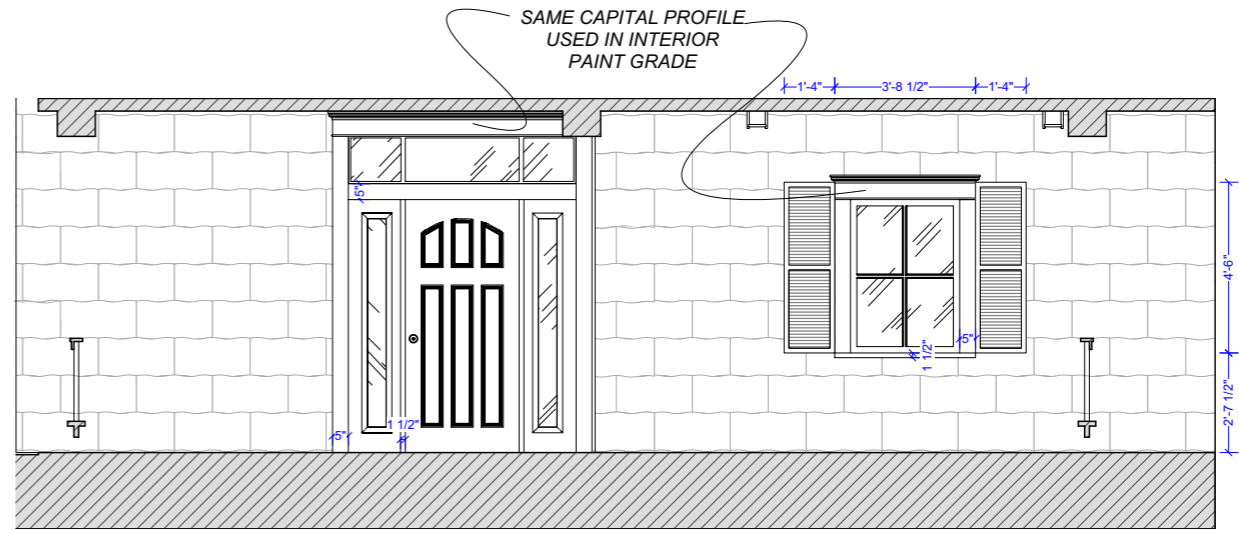 SAME CAPITAL PROFILE
USED IN INTERIOR
PAINT GRADE
1'-4" 3'-8 1/2" 1'-4"
5"
4'-6"
5"
1 1/2"
2'-7 1/2"
1 1/2"
5"